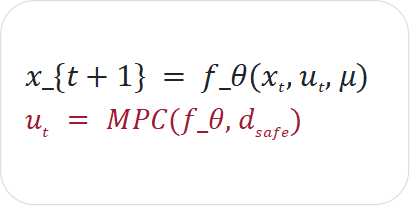 x_{t + 1} = f_θ(xₜ, uₜ, μ)
uₜ = MPC(f_θ, d_safe)